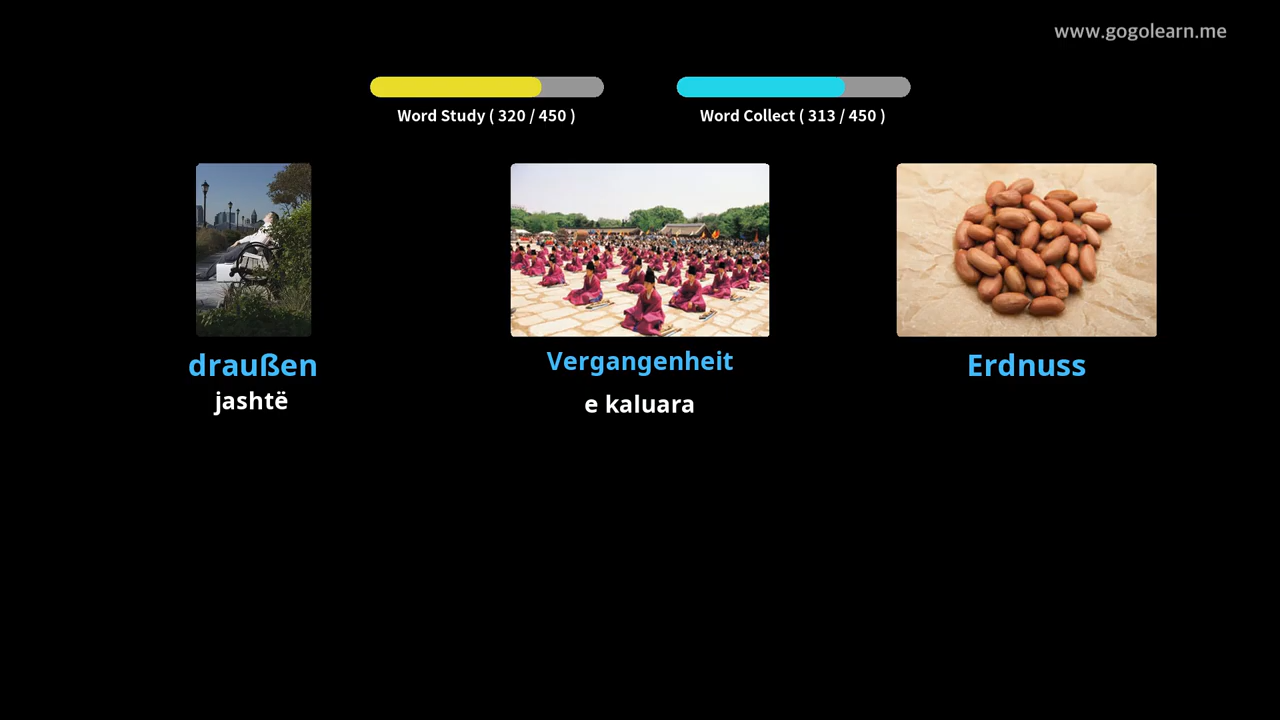 www.gogolearn.me
Word Study ( 320 / 450 )
Word Collect ( 313 / 450 )
draußen
jashtë
Vergangenheit
e kaluara
Erdnuss